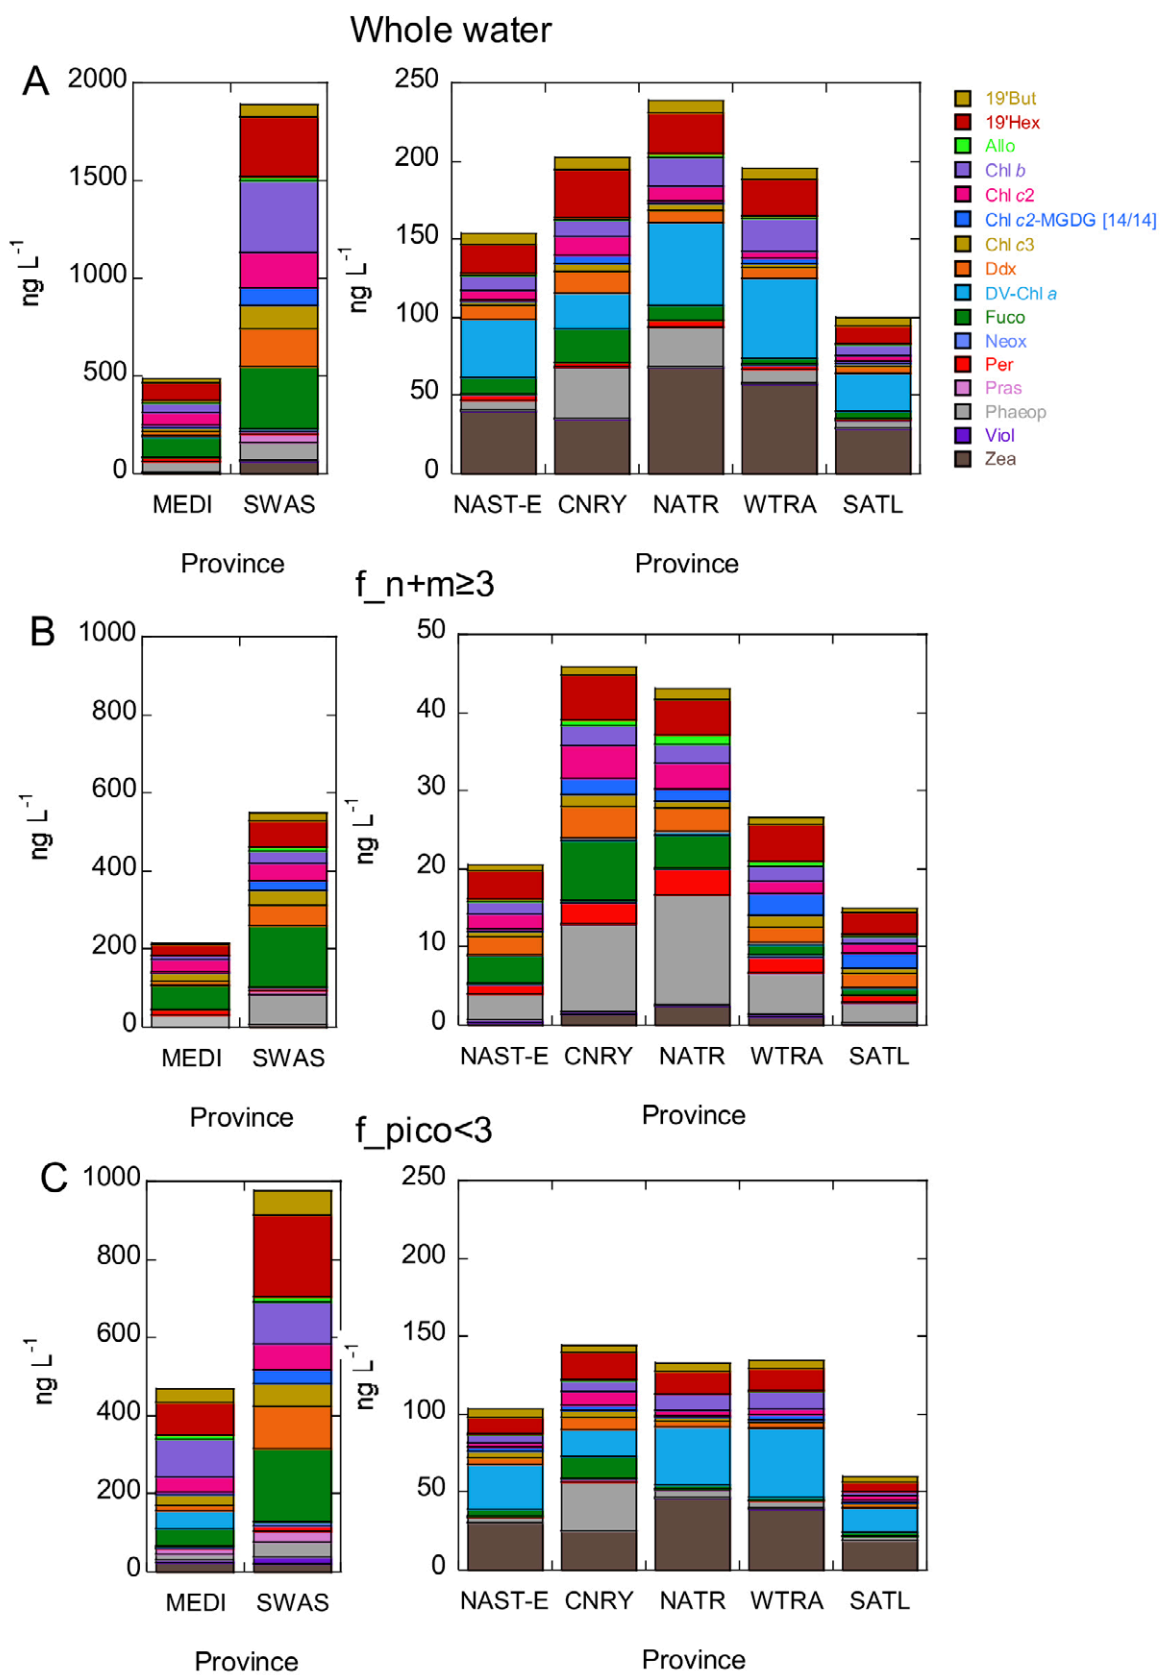 Whole water
A
2000
1500
1000
500
0
ng L⁻¹
MEDI SWAS
Province
250
200
150
100
50
0
ng L⁻¹
NAST-E CNRY NATR WTRA SATL
Province
19'But
19'Hex
Allo
Chl b
Chl c2
Chl c2-MGDG [14/14]
Chl c3
Ddx
DV-Chl a
Fuco
Neox
Per
Pras
Phaeop
Viol
Zea
f_n+m≥3
B
1000
800
600
400
200
0
ng L⁻¹
MEDI SWAS
Province
50
40
30
20
10
0
ng L⁻¹
NAST-E CNRY NATR WTRA SATL
Province
f_pico<3
C
1000
800
600
400
200
0
ng L⁻¹
MEDI SWAS
Province
250
200
150
100
50
0
ng L⁻¹
NAST-E CNRY NATR WTRA SATL
Province